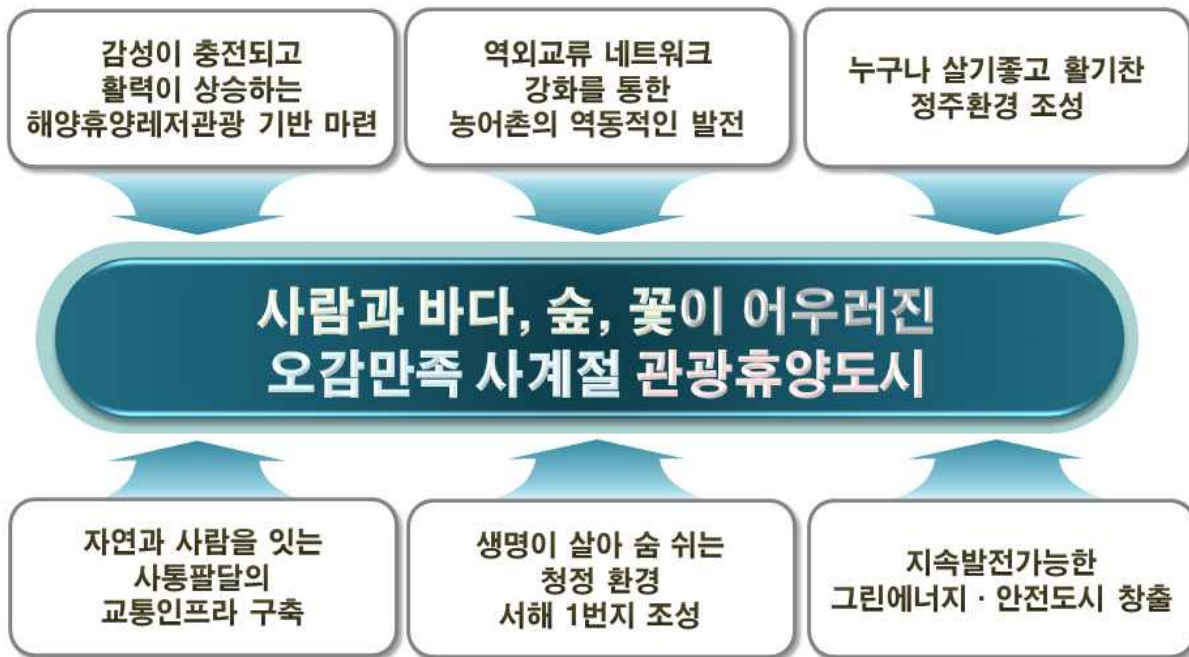 감성이 충전되고
활력이 상승하는
해양휴양레저관광 기반 마련
역외교류 네트워크
강화를 통한
농어촌의 역동적인 발전
누구나 살기좋고 활기찬
정주환경 조성
사람과 바다, 숲, 꽃이 어우러진
오감만족 사계절 관광휴양도시
자연과 사람을 잇는
사통팔달의
교통인프라 구축
생명이 살아 숨 쉬는
청정 환경
서해 1번지 조성
지속발전가능한
그린에너지 · 안전도시 창출